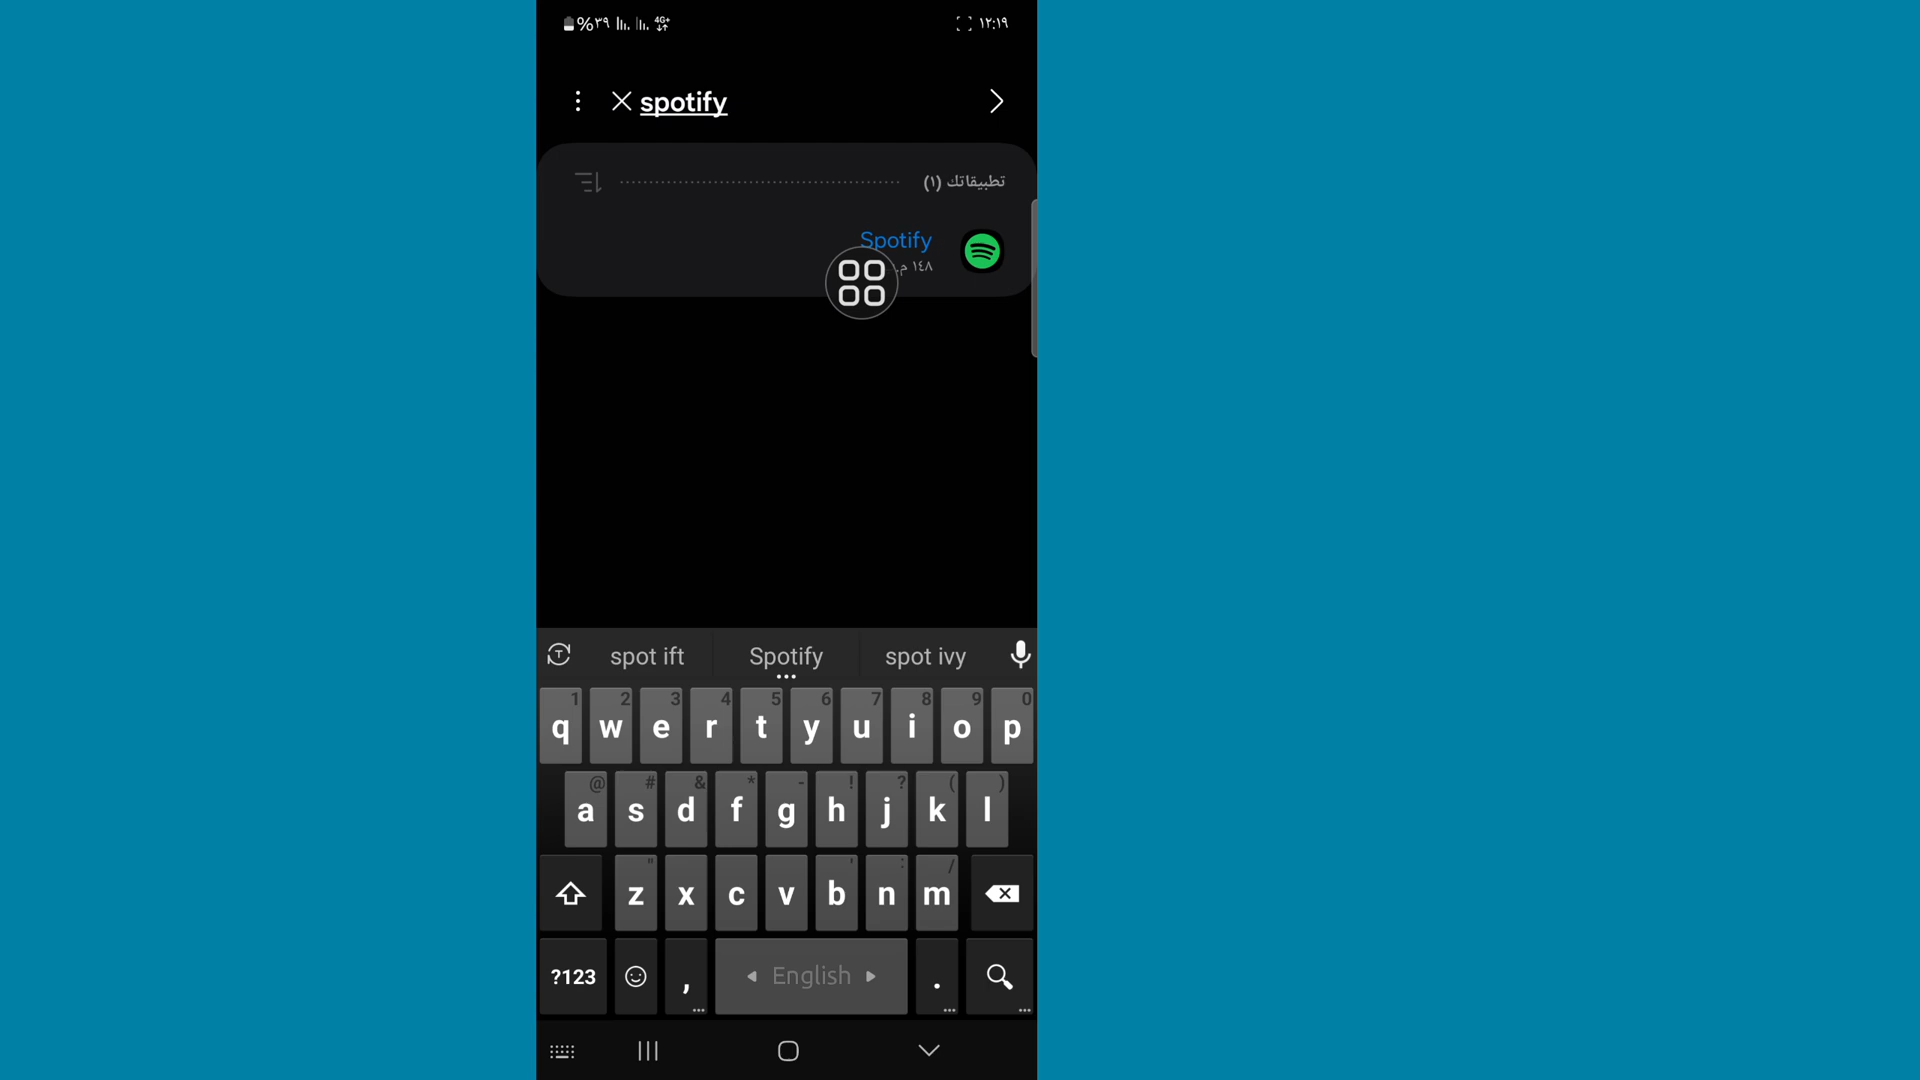 %٣٩ 4G+ ١٢:١٩
spotify
تطبيقاتك (١)
Spotify
١٤٨ م.
spot ift Spotify spot ivy
1 2 3 4 5 6 7 8 9 0
q w e r t y u i o p
@ # & * - ! ? ( )
a s d f g h j k l
" ' : /
z x c v b n m
?123 , English .